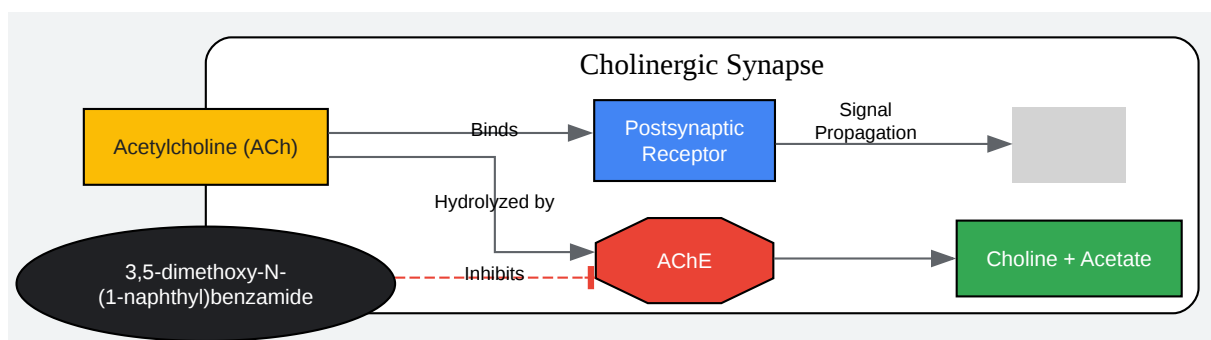 Cholinergic Synapse
Acetylcholine (ACh)
Binds
Postsynaptic
Receptor
Signal
Propagation
Hydrolyzed by
3,5-dimethoxy-N-
(1-naphthyl)benzamide
Inhibits
AChE
Choline + Acetate